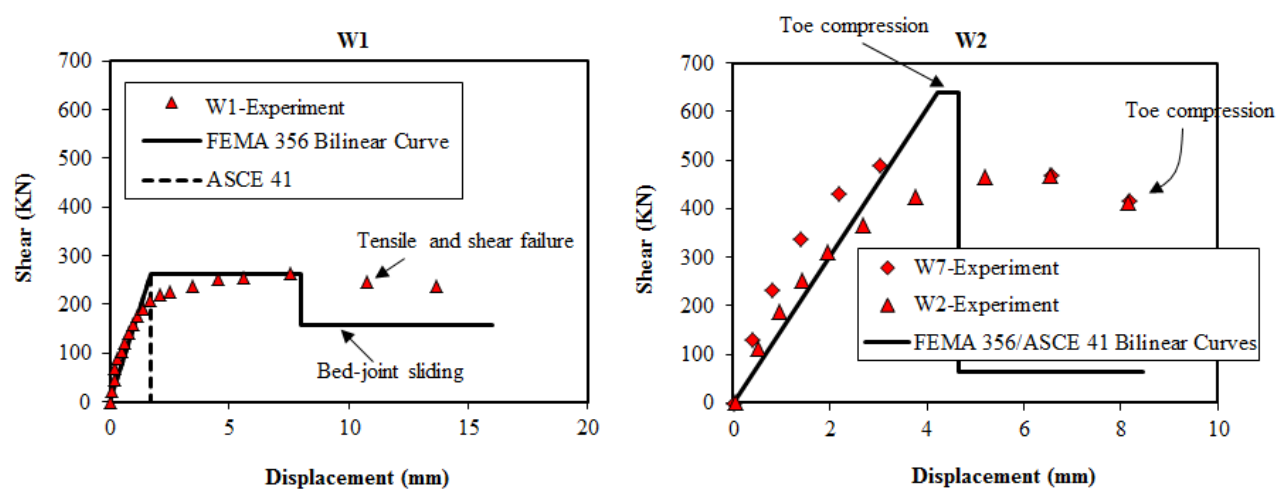 W1
700
600
500
400
300
200
100
0
Shear (KN)
W1-Experiment
FEMA 356 Bilinear Curve
ASCE 41
Tensile and shear failure
Bed-joint sliding
0 5 10 15 20
Displacement (mm)
Toe compression
W2
700
600
500
400
300
200
100
0
Shear (KN)
Toe compression
W7-Experiment
W2-Experiment
FEMA 356/ASCE 41 Bilinear Curves
0 2 4 6 8 10
Displacement (mm)